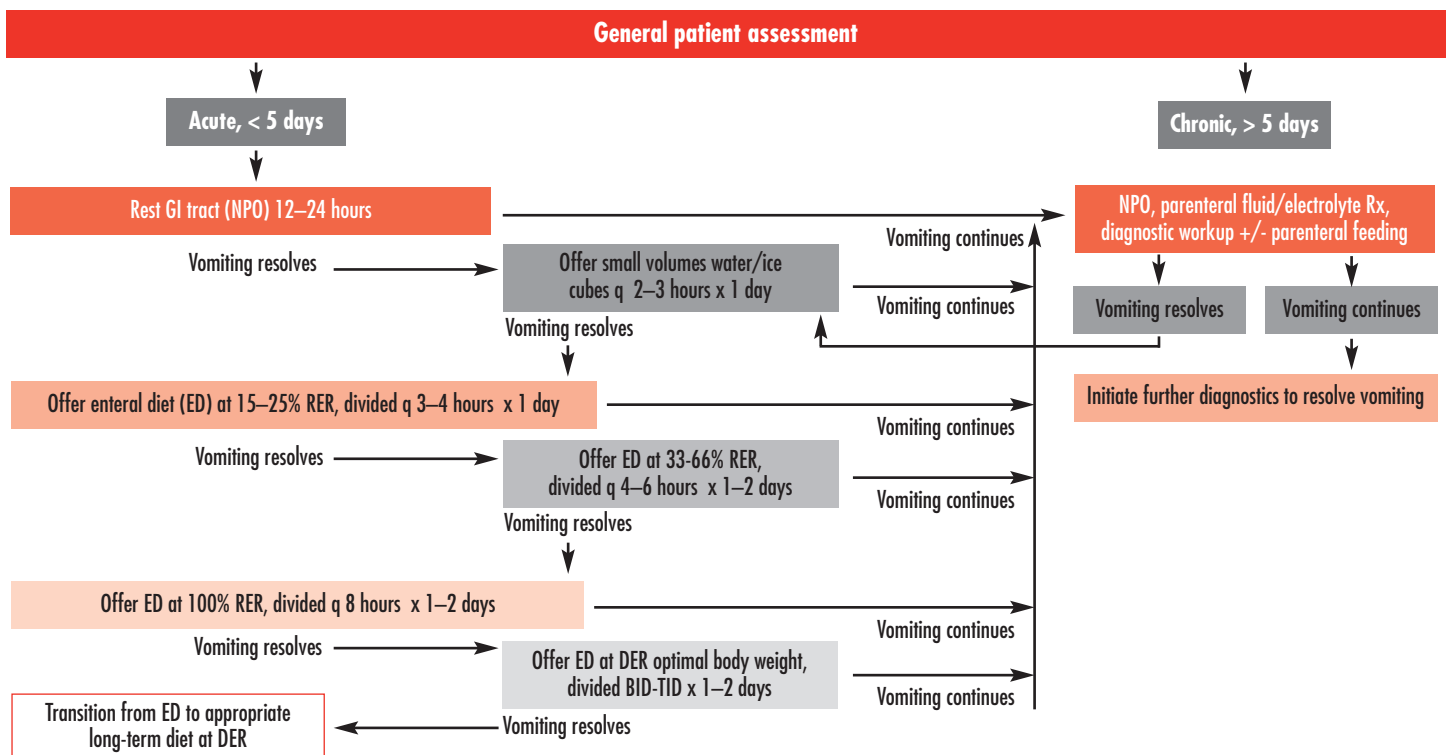 General patient assessment
Acute, < 5 days
Chronic, > 5 days
Rest GI tract (NPO) 12–24 hours
NPO, parenteral fluid/electrolyte Rx,
diagnostic workup +/- parenteral feeding
Vomiting continues
Vomiting resolves
Offer small volumes water/ice
cubes q 2–3 hours x 1 day
Vomiting continues
Vomiting resolves
Vomiting continues
Vomiting resolves
Offer enteral diet (ED) at 15–25% RER, divided q 3–4 hours x 1 day
Initiate further diagnostics to resolve vomiting
Vomiting continues
Vomiting resolves
Offer ED at 33-66% RER,
divided q 4–6 hours x 1–2 days
Vomiting continues
Vomiting resolves
Offer ED at 100% RER, divided q 8 hours x 1–2 days
Vomiting continues
Vomiting resolves
Offer ED at DER optimal body weight,
divided BID-TID x 1–2 days
Vomiting continues
Vomiting resolves
Transition from ED to appropriate
long-term diet at DER